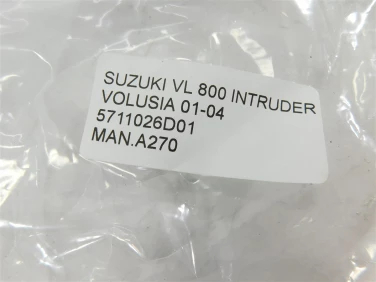 SUZUKI VL 800 INTRUDER
VOLUSIA 01-04
5711026D01
MAN.A270